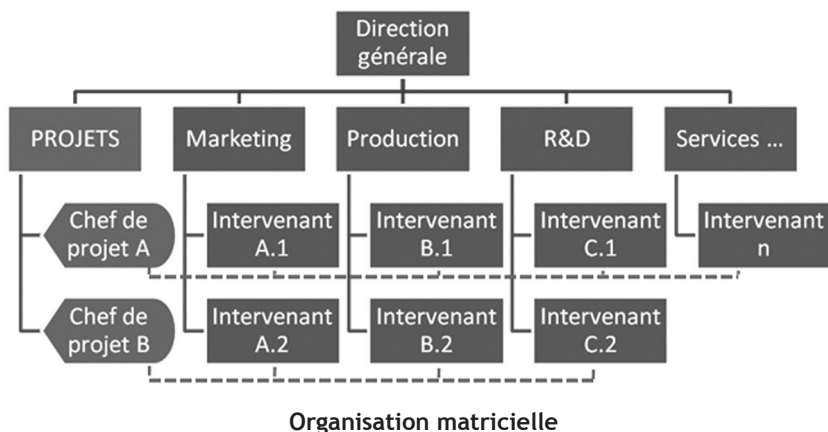 Direction
générale
PROJETS
Marketing
Production
R&D
Services ...
Chef de
projet A
Intervenant
A.1
Intervenant
B.1
Intervenant
C.1
Intervenant
n
Chef de
projet B
Intervenant
A.2
Intervenant
B.2
Intervenant
C.2
Organisation matricielle